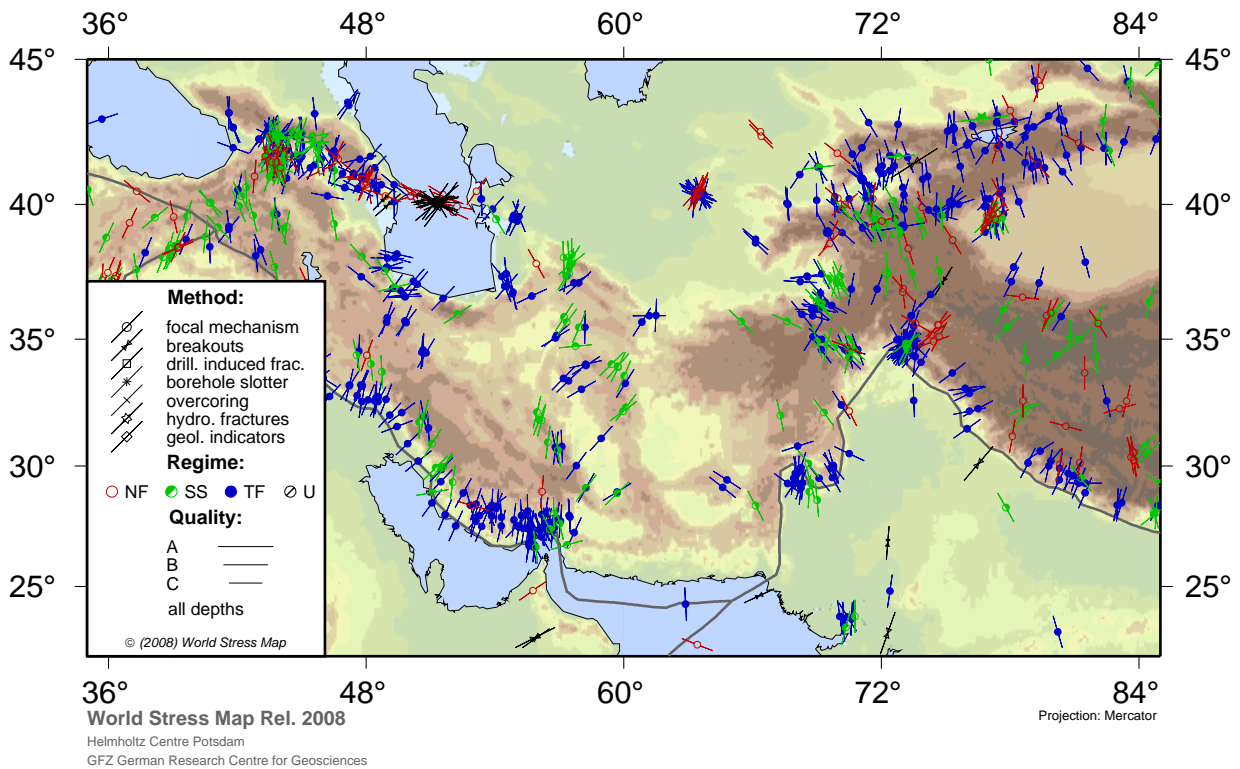 36° 48° 60° 72° 84°
45° 45°
40° 40°
35° 35°
30° 30°
25° 25°
Method:
focal mechanism
breakouts
drill. induced frac.
borehole slotter
overcoring
hydro. fractures
geol. indicators
Regime:
NF SS TF U
Quality:
A
B
C
all depths
© (2008) World Stress Map
36° 48° 60° 72° 84°
World Stress Map Rel. 2008
Projection: Mercator
Helmholtz Centre Potsdam
GFZ German Research Centre for Geosciences